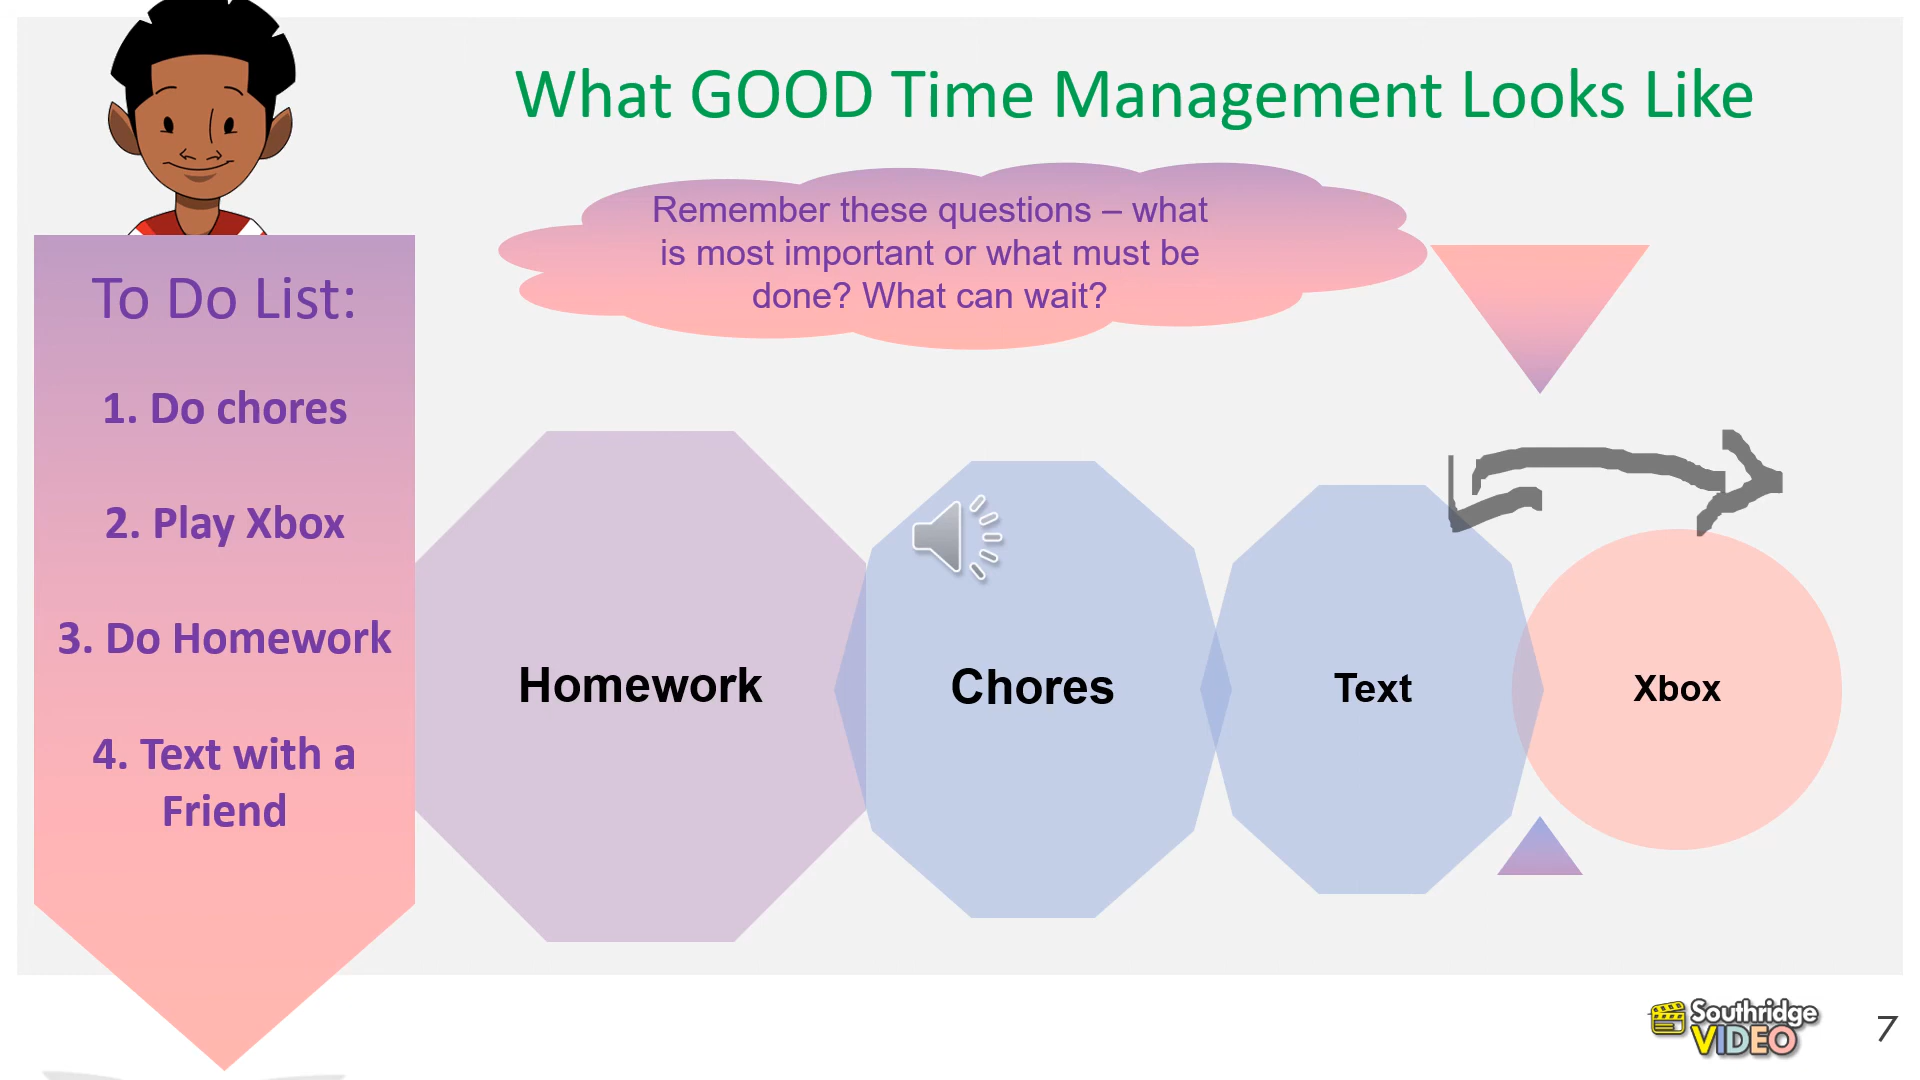 What GOOD Time Management Looks Like
Remember these questions – what
is most important or what must be
done? What can wait?
To Do List:
1. Do chores
2. Play Xbox
3. Do Homework
4. Text with a
Friend
Homework
Chores
Text
Xbox
Southridge
VIDEO
7